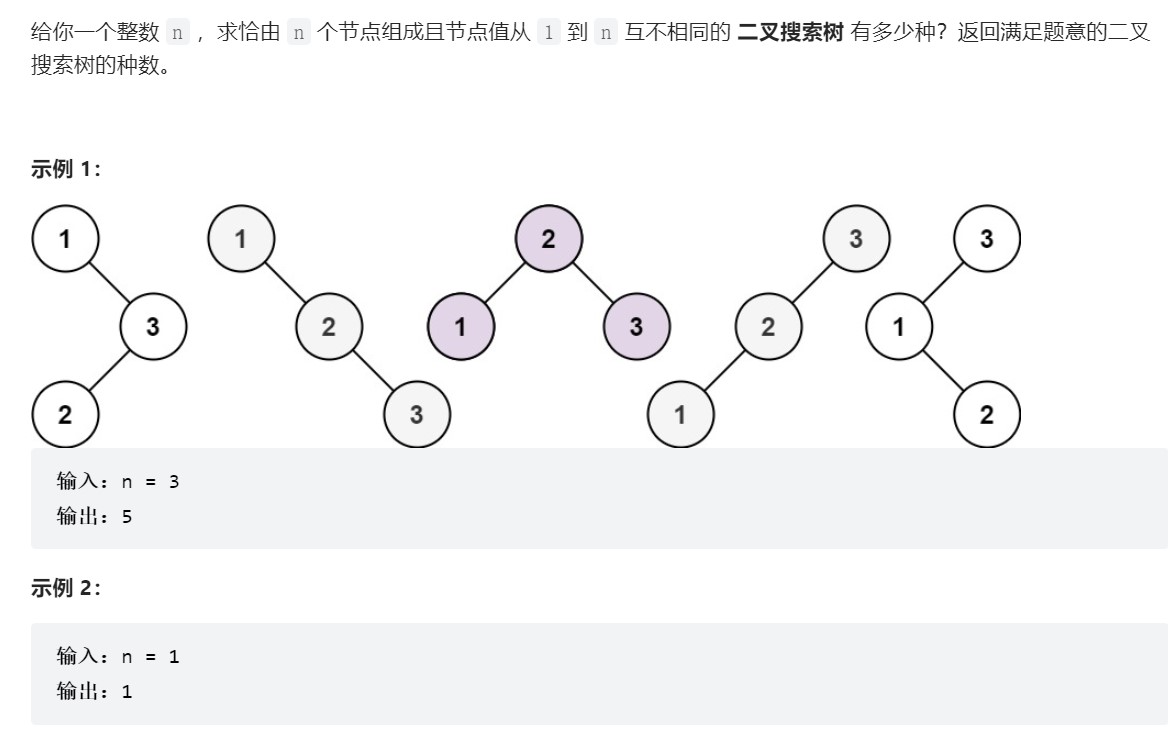 给你一个整数 n ，求恰由 n 个节点组成且节点值从 1 到 n 互不相同的 二叉搜索树 有多少种？返回满足题意的二叉
搜索树的种数。
示例 1：
1 1 2 3 3
3 2 1 3 2 1
2 3 1 2
输入：n = 3
输出：5
示例 2：
输入：n = 1
输出：1